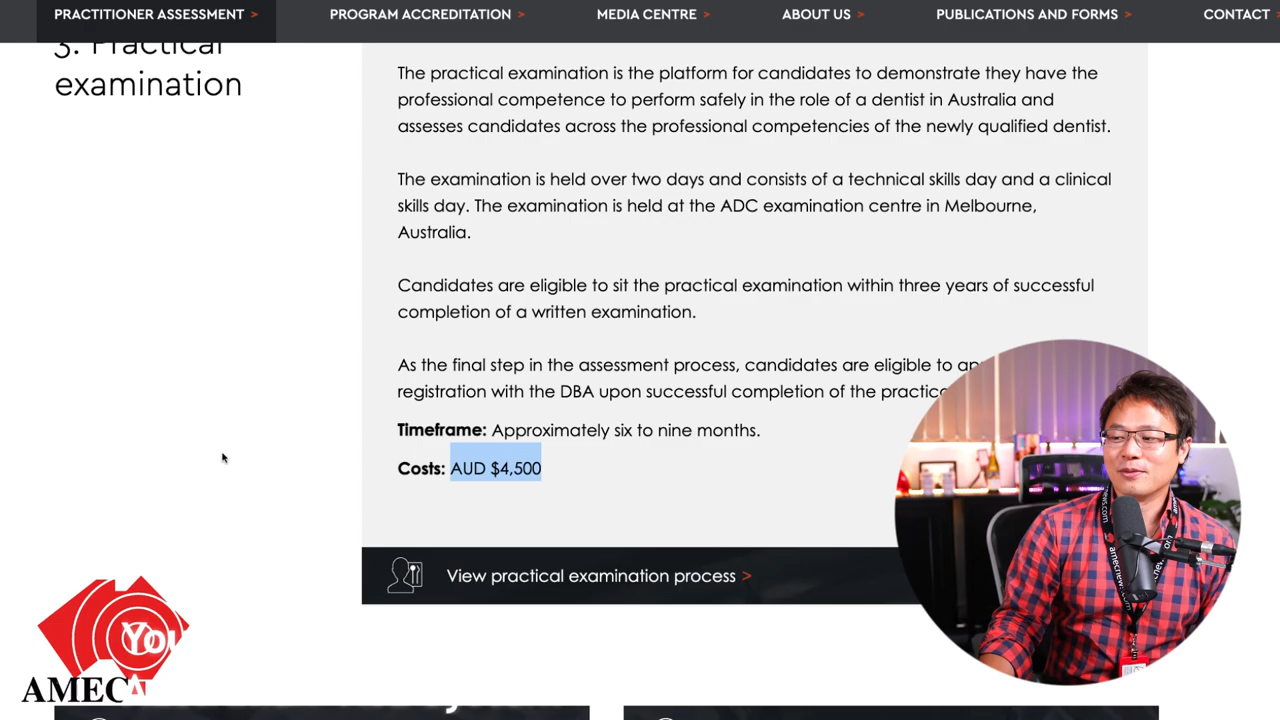 PRACTITIONER ASSESSMENT >
PROGRAM ACCREDITATION >
MEDIA CENTRE >
ABOUT US >
PUBLICATIONS AND FORMS >
CONTACT >
3. Practical
examination
The practical examination is the platform for candidates to demonstrate they have the
professional competence to perform safely in the role of a dentist in Australia and
assesses candidates across the professional competencies of the newly qualified dentist.
The examination is held over two days and consists of a technical skills day and a clinical
skills day. The examination is held at the ADC examination centre in Melbourne,
Australia.
Candidates are eligible to sit the practical examination within three years of successful
completion of a written examination.
As the final step in the assessment process, candidates are eligible to
registration with the DBA upon successful completion of the
Timeframe: Approximately six to nine months.
Costs: AUD $4,500
View practical examination process >
You
AMEC
amecnews.com